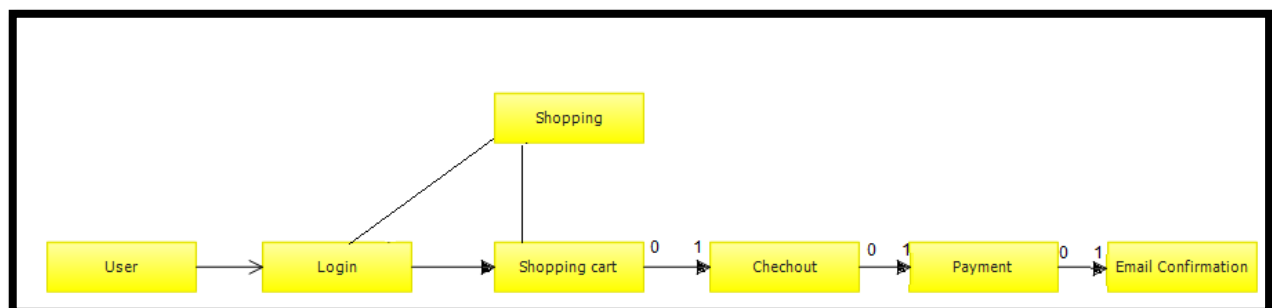 Shopping
User
Login
Shopping cart
0 1
Chechout
0 1
Payment
0 1
Email Confirmation